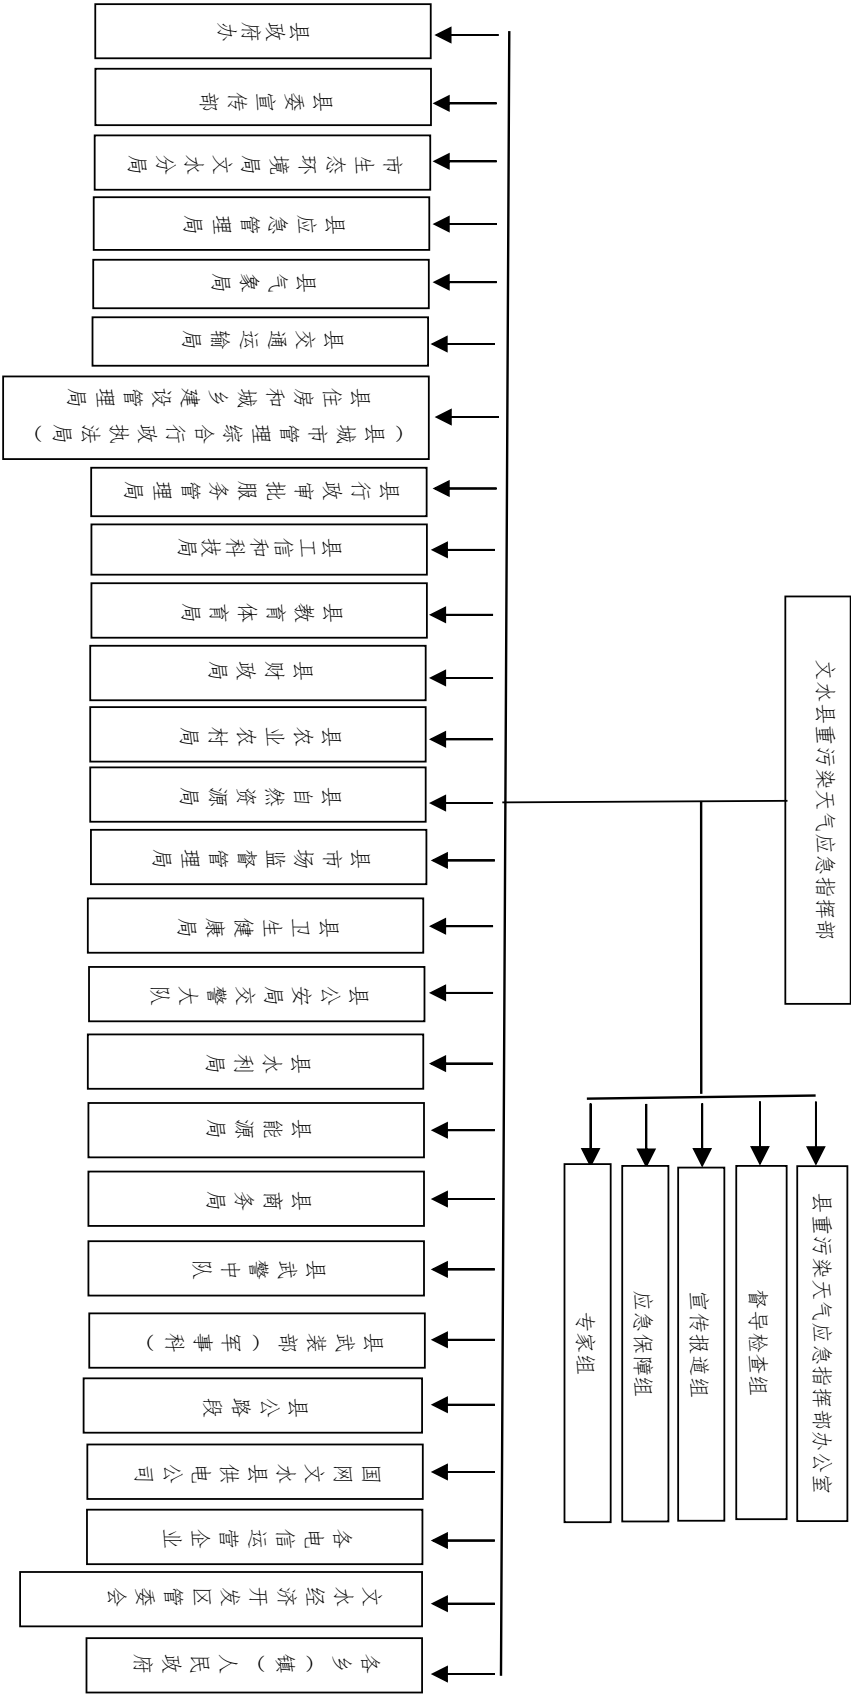 文水县重污染天气应急指挥部
县重污染天气应急指挥部办公室
督导检查组
宣传报道组
应急保障组
专家组
县政府办
县委宣传部
市生态环境局文水分局
县应急管理局
县气象局
县交通运输局
县住房和城乡建设管理局
（县城市管理综合行政执法局）
县行政审批服务管理局
县工信和科技局
县教育体育局
县财政局
县农业农村局
县自然资源局
县市场监督管理局
县卫生健康局
县公安局交警大队
县水利局
县能源局
县商务局
县武警中队
县武装部（军事科）
县公路段
国网文水县供电公司
各电信运营企业
文水经济开发区管委会
各乡（镇）人民政府